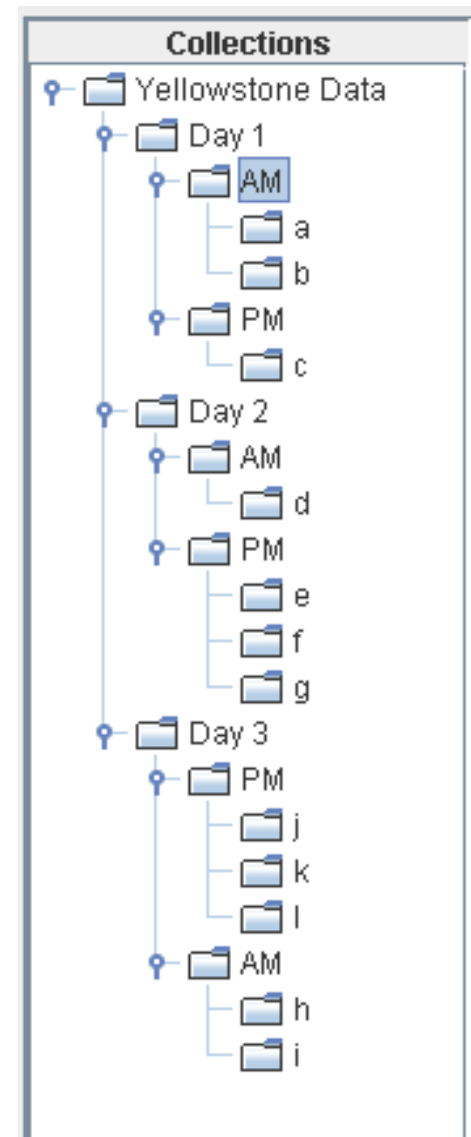 Collections
Yellowstone Data
Day 1
AM
a
b
PM
c
Day 2
AM
d
PM
e
f
g
Day 3
PM
j
k
l
AM
h
i